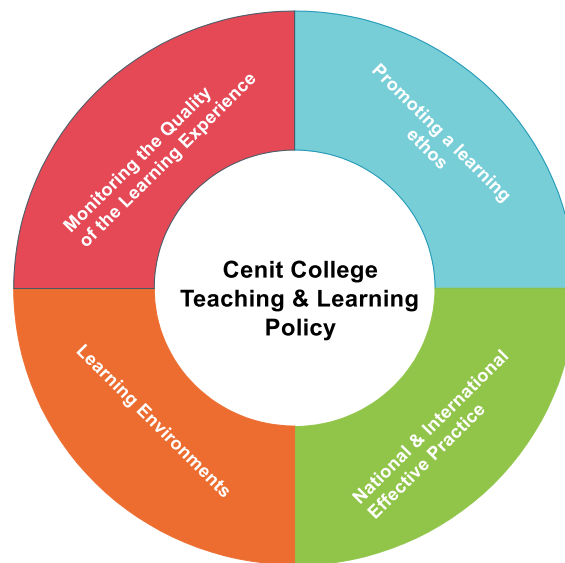 Monitoring the Quality
of the Learning Experience
Promoting a learning
ethos
Cenit College
Teaching & Learning
Policy
Learning Environments
National & International
Effective Practice